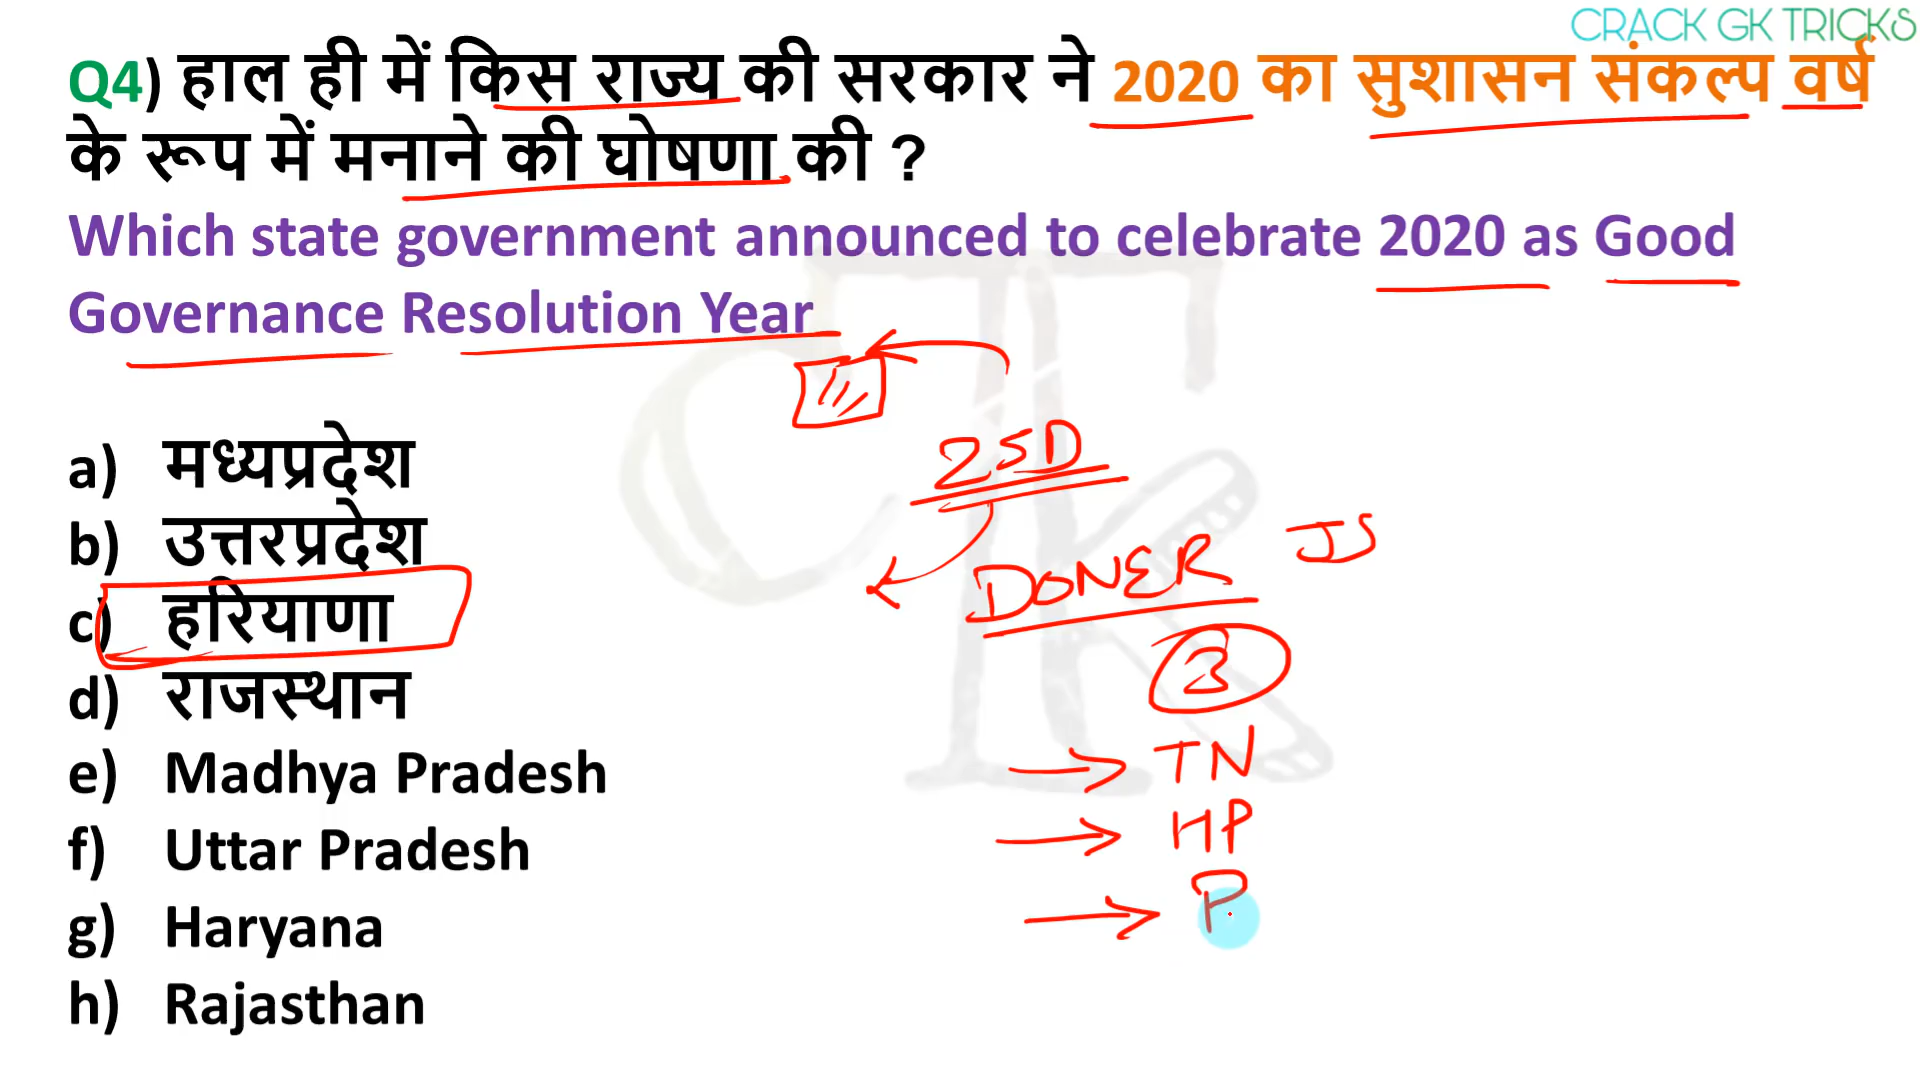 CRACK GK TRICKS
Q4) हाल ही में किस राज्य की सरकार ने 2020 का सुशासन संकल्प वर्ष
के रूप में मनाने की घोषणा की ?
Which state government announced to celebrate 2020 as Good
Governance Resolution Year
a) मध्यप्रदेश
b) उत्तरप्रदेश
c) हरियाणा
d) राजस्थान
e) Madhya Pradesh
f) Uttar Pradesh
g) Haryana
h) Rajasthan
25D
DONER JS
3
TN
HP
P